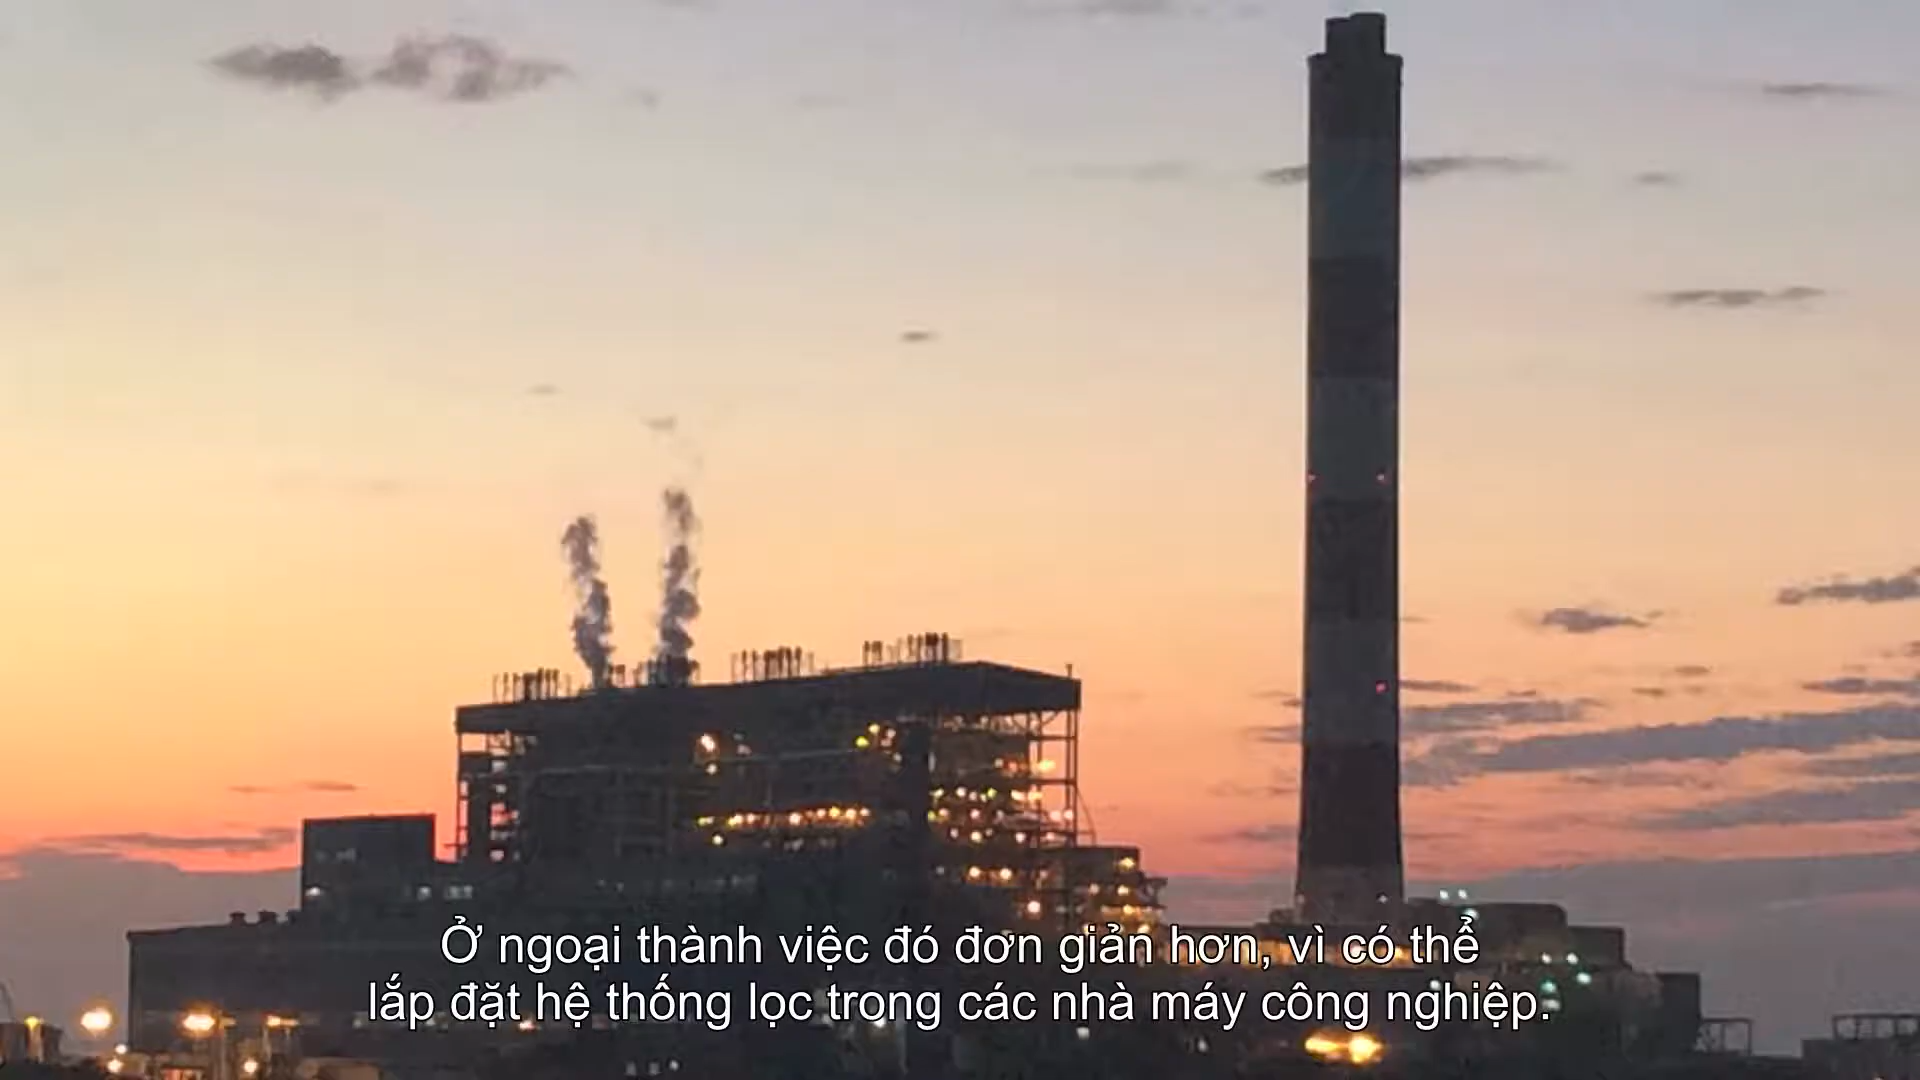 Ở ngoại thành việc đó đơn giản hơn, vì có thể
lắp đặt hệ thống lọc trong các nhà máy công nghiệp.